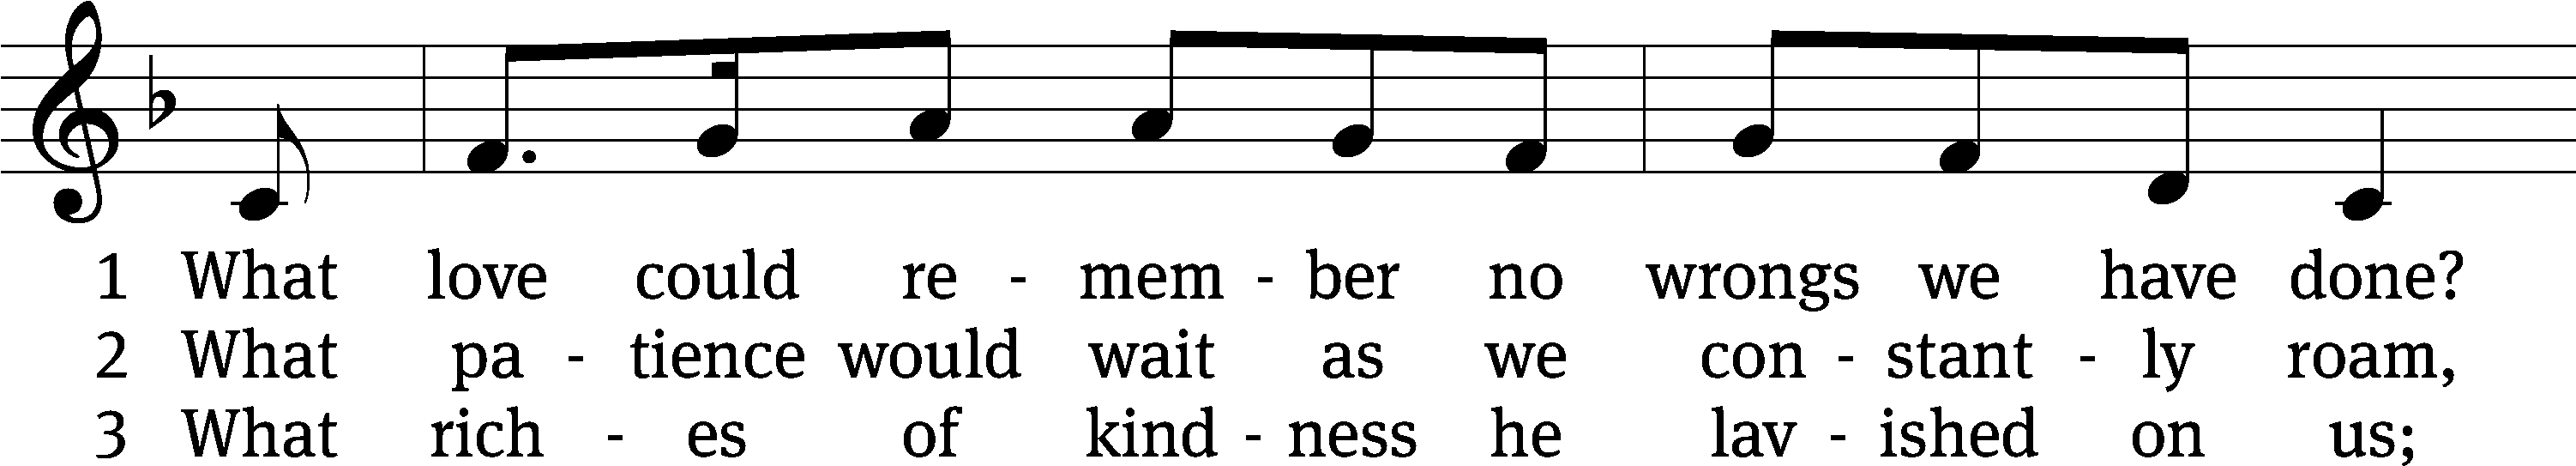 1 What love could re - mem - ber no wrongs we have done?
2 What pa - tience would wait as we con - stant - ly roam,
3 What rich - es of kind - ness he lav - ished on us;